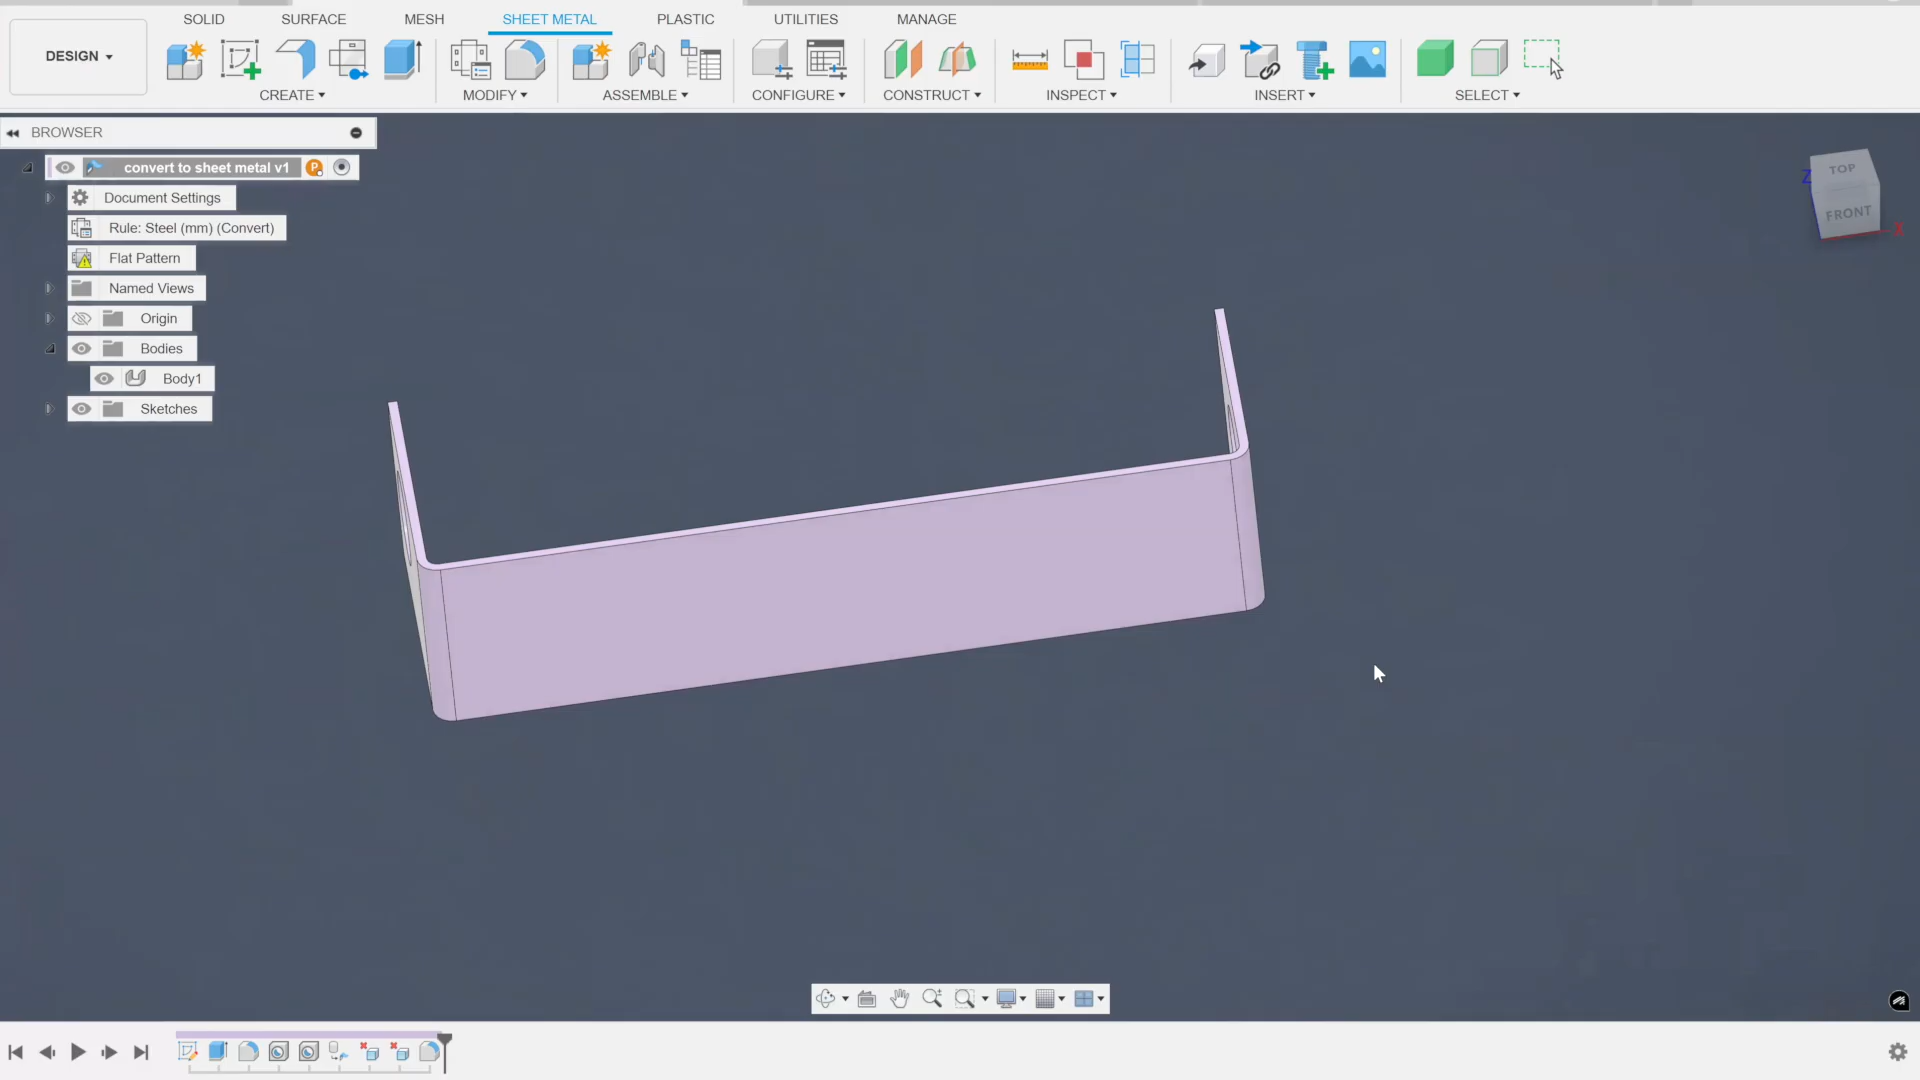 SOLID SURFACE MESH SHEET METAL PLASTIC UTILITIES MANAGE
DESIGN
CREATE MODIFY ASSEMBLE CONFIGURE CONSTRUCT INSPECT INSERT SELECT
BROWSER
convert to sheet metal v1
P
Document Settings
Rule: Steel (mm) (Convert)
Flat Pattern
Named Views
Origin
Bodies
Body1
Sketches
TOP
Z
FRONT
X